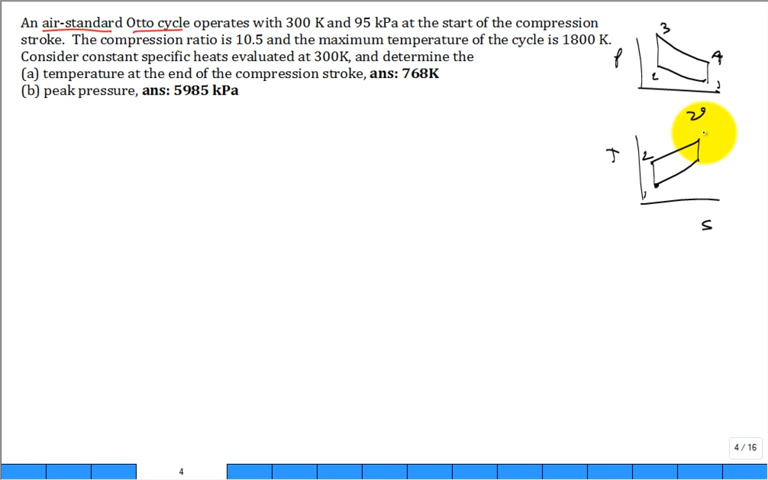 An air-standard Otto cycle operates with 300 K and 95 kPa at the start of the compression
stroke. The compression ratio is 10.5 and the maximum temperature of the cycle is 1800 K.
Consider constant specific heats evaluated at 300K, and determine the
(a) temperature at the end of the compression stroke, ans: 768K
(b) peak pressure, ans: 5985 kPa
3
P
4
2
1
v
T
2
1
s
4 / 16
4